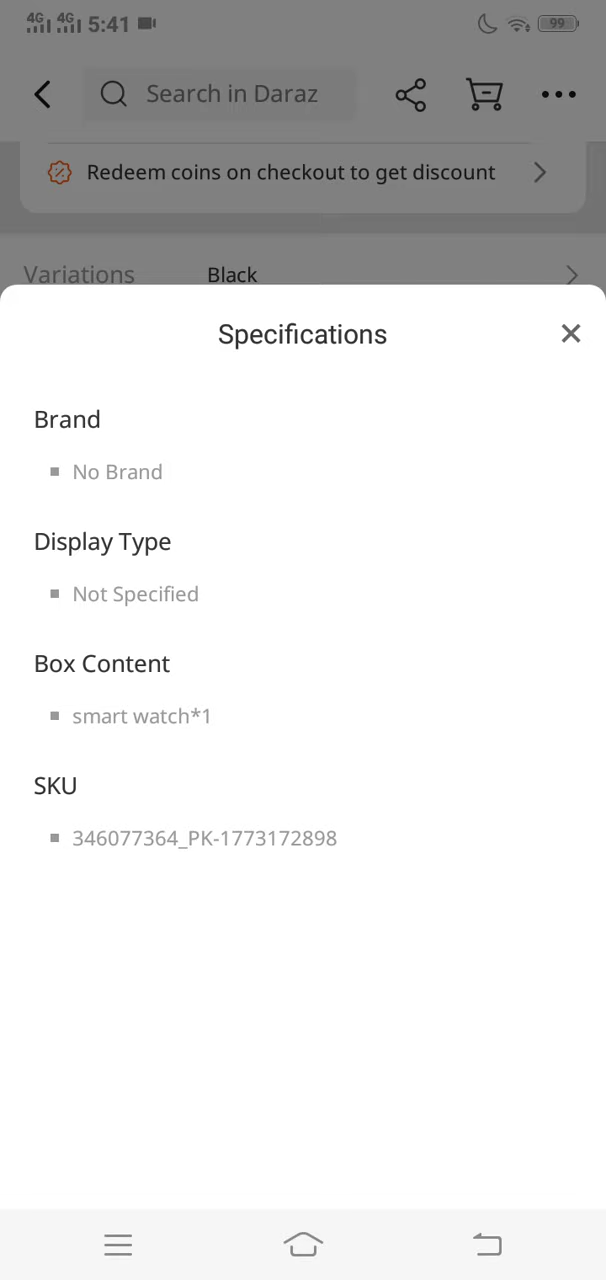 4G 4G 5:41 99
Search in Daraz
Redeem coins on checkout to get discount
Variations Black
Specifications
Brand
No Brand
Display Type
Not Specified
Box Content
smart watch*1
SKU
346077364_PK-1773172898